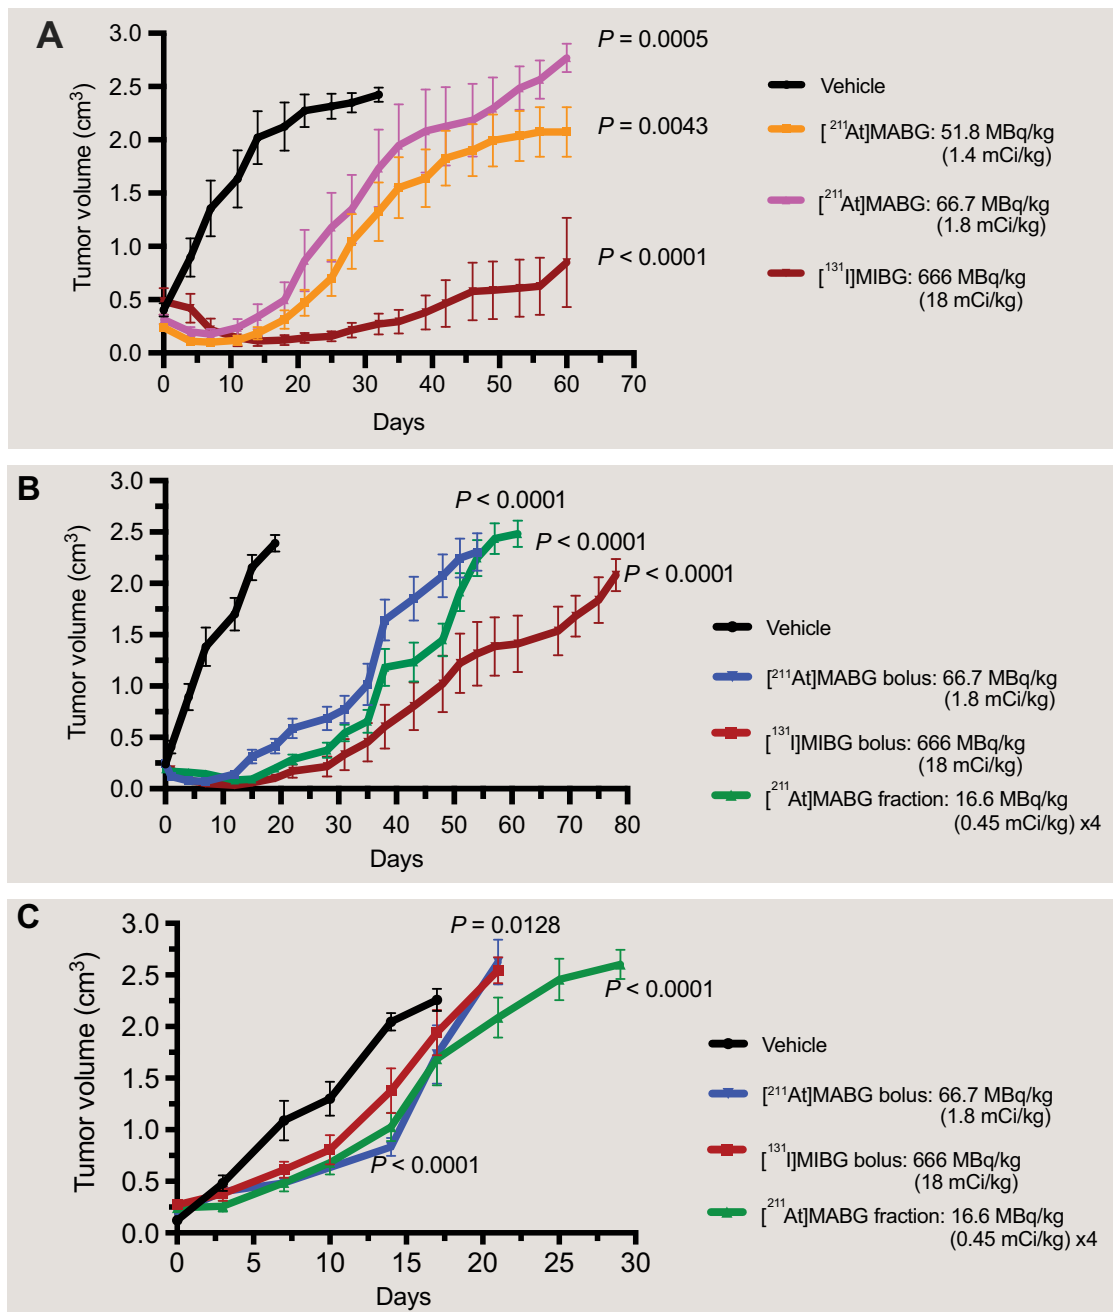 A
Tumor volume (cm³)
3.0
2.5
2.0
1.5
1.0
0.5
0.0
0 10 20 30 40 50 60 70
Days
P = 0.0005
P = 0.0043
P < 0.0001
Vehicle
[²¹¹At]MABG: 51.8 MBq/kg
(1.4 mCi/kg)
[²¹¹At]MABG: 66.7 MBq/kg
(1.8 mCi/kg)
[¹³¹I]MIBG: 666 MBq/kg
(18 mCi/kg)
B
Tumor volume (cm³)
3.0
2.5
2.0
1.5
1.0
0.5
0.0
0 10 20 30 40 50 60 70 80
Days
P < 0.0001
P < 0.0001
P < 0.0001
Vehicle
[²¹¹At]MABG bolus: 66.7 MBq/kg
(1.8 mCi/kg)
[¹³¹I]MIBG bolus: 666 MBq/kg
(18 mCi/kg)
[²¹¹At]MABG fraction: 16.6 MBq/kg
(0.45 mCi/kg) x4
C
Tumor volume (cm³)
3.0
2.5
2.0
1.5
1.0
0.5
0.0
0 5 10 15 20 25 30
Days
P = 0.0128
P < 0.0001
P < 0.0001
Vehicle
[²¹¹At]MABG bolus: 66.7 MBq/kg
(1.8 mCi/kg)
[¹³¹I]MIBG bolus: 666 MBq/kg
(18 mCi/kg)
[²¹¹At]MABG fraction: 16.6 MBq/kg
(0.45 mCi/kg) x4